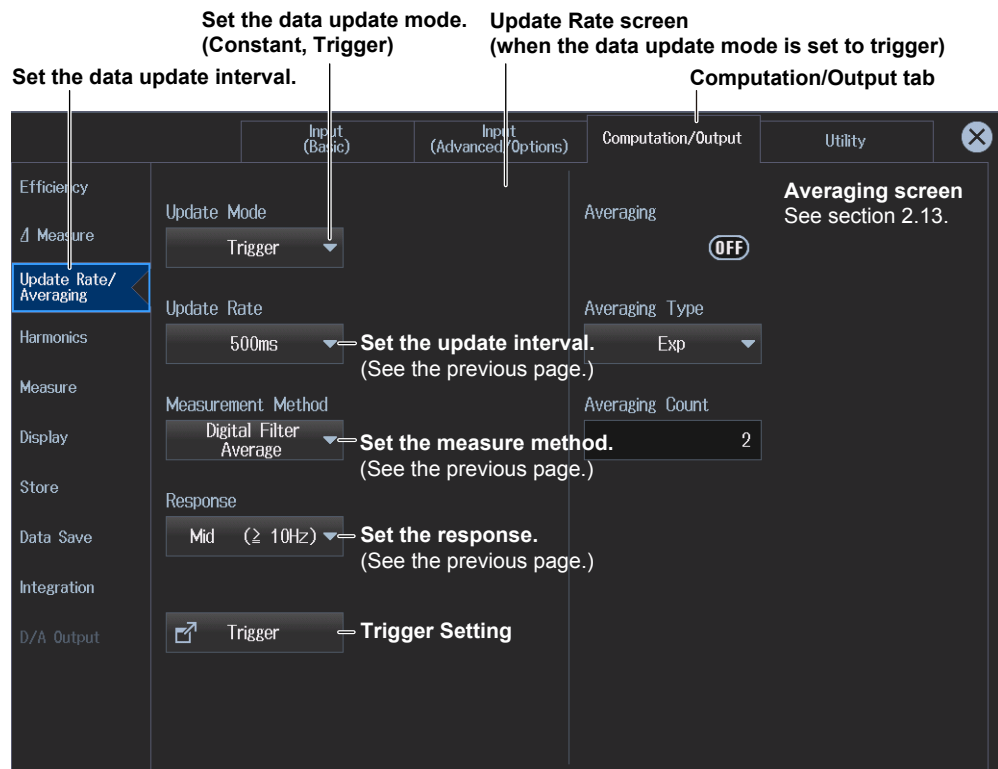 Set the data update mode.
(Constant, Trigger)
Update Rate screen
(when the data update mode is set to trigger)
Set the data update interval.
Computation/Output tab
Input
(Basic)
Input
(Advanced/Options)
Computation/Output
Utility
Efficiency
⊿ Measure
Update Rate/
Averaging
Harmonics
Measure
Display
Store
Data Save
Integration
D/A Output
Update Mode
Trigger
Update Rate
500ms
Set the update interval.
(See the previous page.)
Measurement Method
Digital Filter
Average
Set the measure method.
(See the previous page.)
Response
Mid (≧ 10Hz)
Set the response.
(See the previous page.)
Trigger
Trigger Setting
Averaging screen
See section 2.13.
Averaging
OFF
Averaging Type
Exp
Averaging Count
2